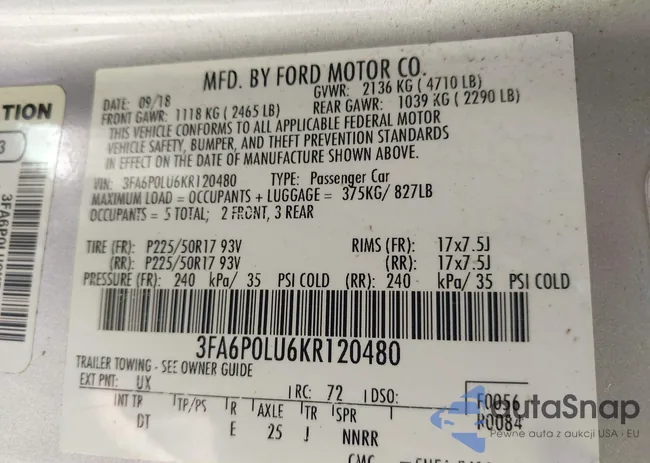 MFD. BY FORD MOTOR CO.
DATE: 09/18
GVWR: 2136 KG (4710 LB)
FRONT GAWR: 1118 KG (2465 LB)
REAR GAWR: 1039 KG (2290 LB)
THIS VEHICLE CONFORMS TO ALL APPLICABLE FEDERAL MOTOR
VEHICLE SAFETY, BUMPER, AND THEFT PREVENTION STANDARDS
IN EFFECT ON THE DATE OF MANUFACTURE SHOWN ABOVE.
VIN: 3FA6P0LU6KR120480 TYPE: Passenger Car
MAXIMUM LOAD = OCCUPANTS + LUGGAGE = 375KG/ 827LB
OCCUPANTS = 5 TOTAL; 2 FRONT, 3 REAR
TIRE (FR): P225/50R17 93V RIMS (FR): 17x7.5J
(RR): P225/50R17 93V (RR): 17x7.5J
PRESSURE (FR): 240 kPa/ 35 PSI COLD (RR): 240 kPa/ 35 PSI COLD
3FA6P0LU6KR120480
TRAILER TOWING - SEE OWNER GUIDE
EXT PNT: UX RC: 72 DSO: F0056
R0084
INT TR TP/PS R AXLE TR SPR
DT E 25 J NNRR
TION
3
3FA6P0LU
AutaSnap
Pewne auta z aukcji USA i EU